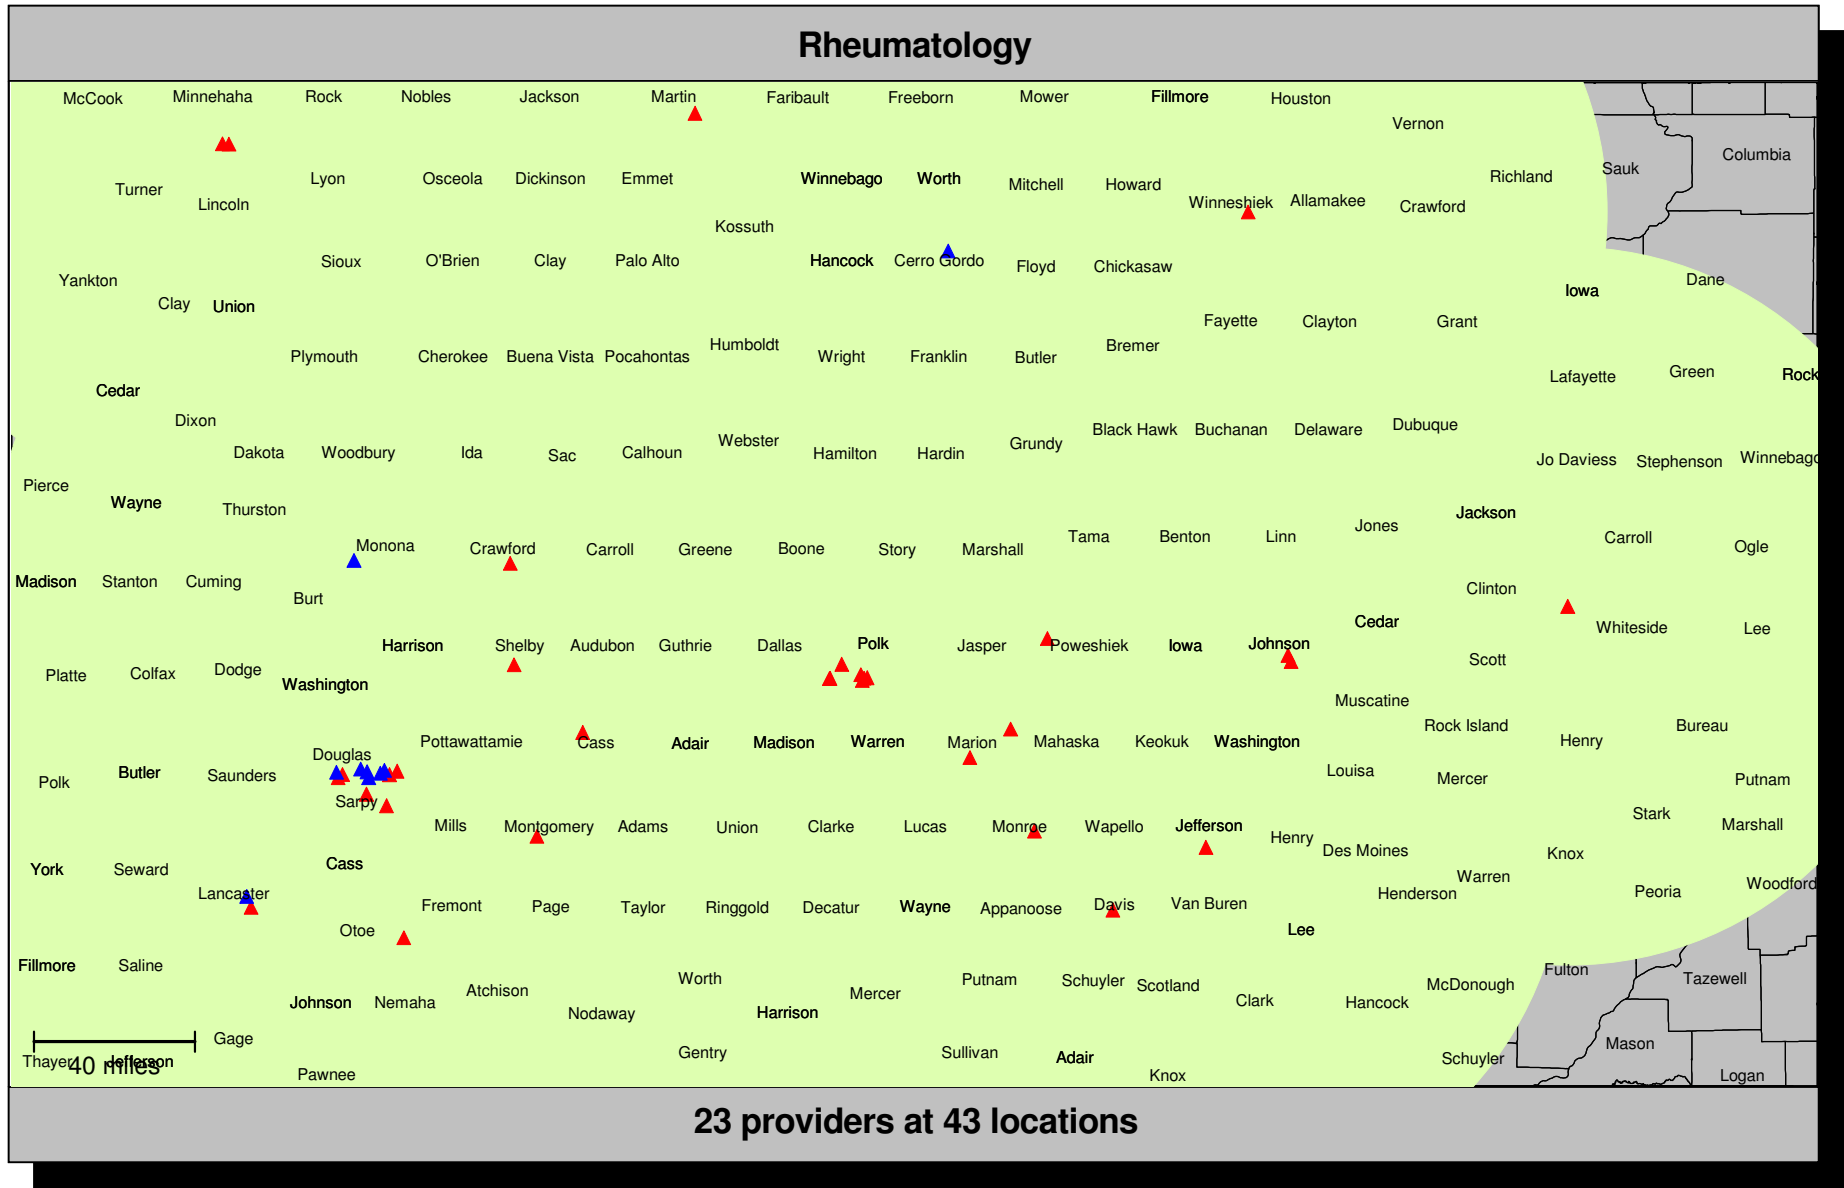 Rheumatology
McCook Minnehaha Rock Nobles Jackson Martin Faribault Freeborn Mower Fillmore Houston
Vernon
Sauk Columbia
Turner Lincoln Lyon Osceola Dickinson Emmet Winnebago Worth Mitchell Howard Winneshiek Allamakee Crawford Richland
Kossuth
Yankton Clay Union Sioux O'Brien Clay Palo Alto Hancock Cerro Gordo Floyd Chickasaw Iowa Dane
Fayette Clayton Grant
Plymouth Cherokee Buena Vista Pocahontas Humboldt Wright Franklin Butler Bremer
Cedar Lafayette Green Rock
Dixon
Dakota Woodbury Ida Sac Calhoun Webster Hamilton Hardin Grundy Black Hawk Buchanan Delaware Dubuque
Jo Daviess Stephenson Winnebago
Pierce Wayne Thurston Jackson
Monona Crawford Carroll Greene Boone Story Marshall Tama Benton Linn Jones Carroll Ogle
Madison Stanton Cuming Burt Clinton
Cedar Whiteside Lee
Harrison Shelby Audubon Guthrie Dallas Polk Jasper Poweshiek Iowa Johnson Scott
Platte Colfax Dodge Washington
Muscatine
Rock Island Henry Bureau
Douglas Pottawattamie Cass Adair Madison Warren Marion Mahaska Keokuk Washington
Polk Butler Saunders Louisa Mercer Putnam
Sarpy
Mills Montgomery Adams Union Clarke Lucas Monroe Wapello Jefferson Henry Stark Marshall
Des Moines Knox
York Seward Cass Warren
Lancaster Henderson Peoria Woodford
Fremont Page Taylor Ringgold Decatur Wayne Appanoose Davis Van Buren
Otoe Lee
Fillmore Saline Fulton Tazewell
Johnson Nemaha Atchison Worth Mercer Putnam Schuyler Scotland Clark Hancock McDonough
Nodaway Harrison
Gage Mason
Thayer Jefferson Gentry Sullivan Adair Schuyler
40 miles
Pawnee Knox Logan
23 providers at 43 locations